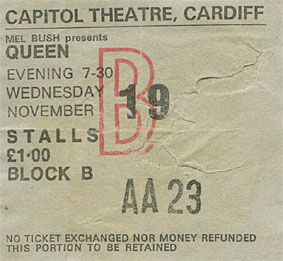 CAPITOL THEATRE, CARDIFF
MEL BUSH presents
QUEEN
EVENING 7-30
WEDNESDAY
NOVEMBER 19
B
STALLS
£1·00
BLOCK B
AA 23
NO TICKET EXCHANGED NOR MONEY REFUNDED
THIS PORTION TO BE RETAINED